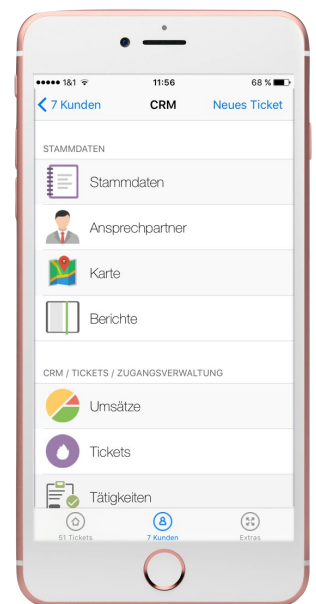 1&1 11:56 68 %
7 Kunden CRM Neues Ticket
STAMMDATEN
Stammdaten
Ansprechpartner
Karte
Berichte
CRM / TICKETS / ZUGANGSVERWALTUNG
Umsätze
Tickets
Tätigkeiten
51 Tickets 7 Kunden Extras